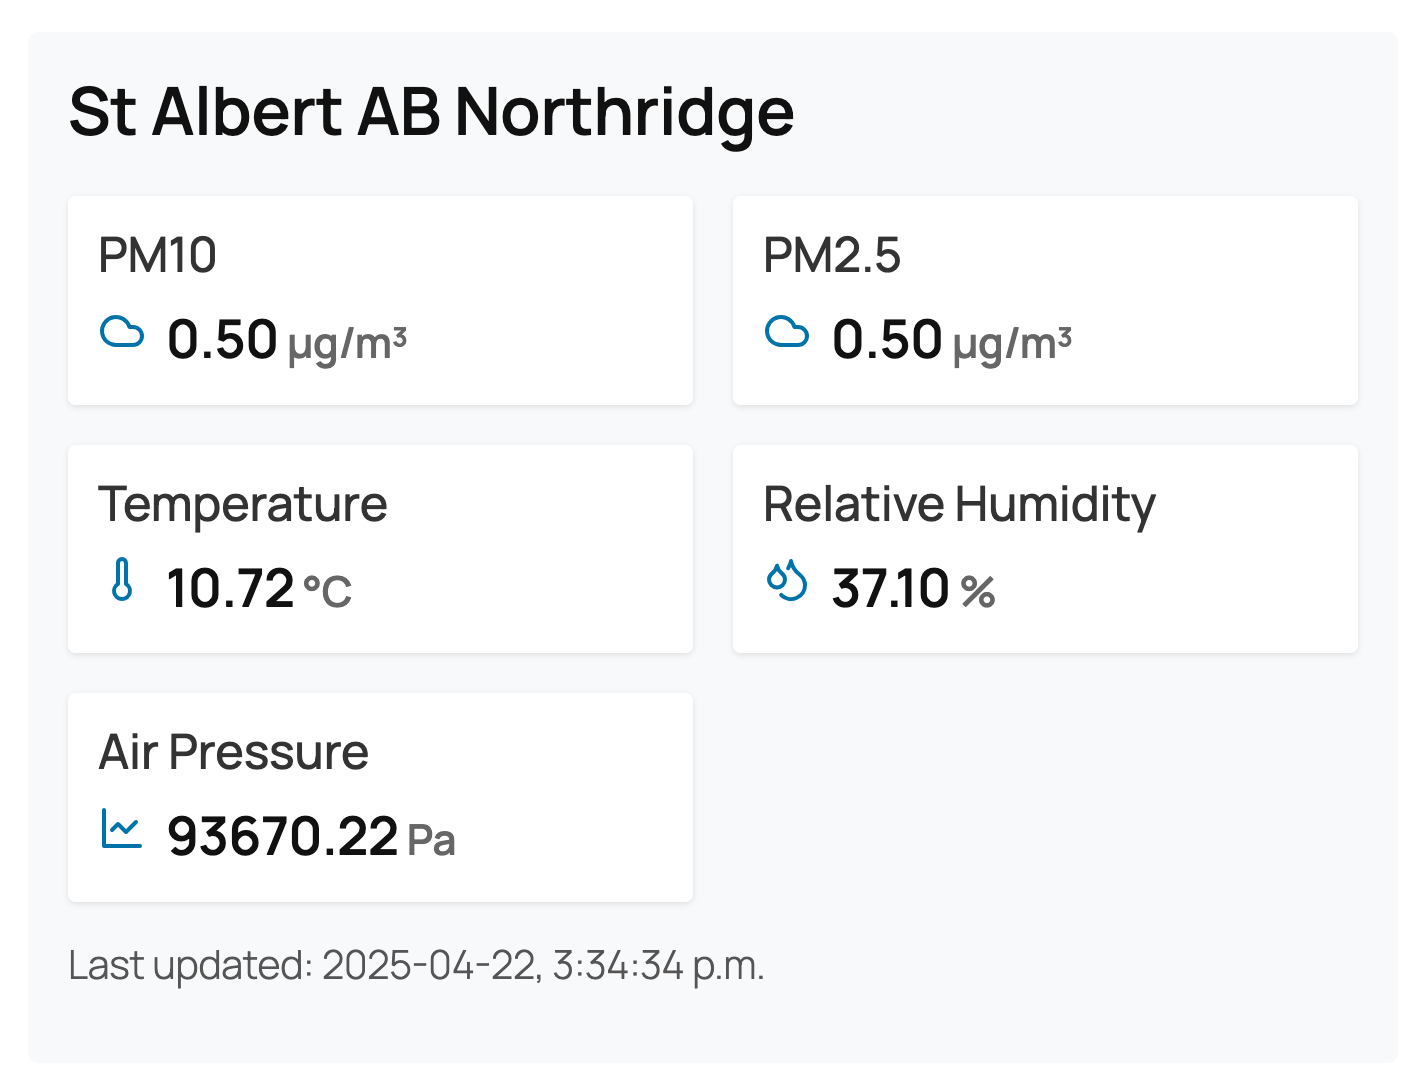 St Albert AB Northridge
PM10
0.50 µg/m³
PM2.5
0.50 µg/m³
Temperature
10.72 °C
Relative Humidity
37.10 %
Air Pressure
93670.22 Pa
Last updated: 2025-04-22, 3:34:34 p.m.